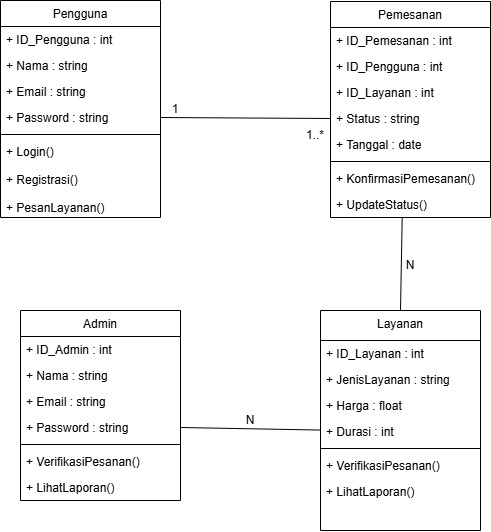 Pengguna
+ ID_Pengguna : int
+ Nama : string
+ Email : string
+ Password : string
+ Login()
+ Registrasi()
+ PesanLayanan()
1
1..*
Pemesanan
+ ID_Pemesanan : int
+ ID_Pengguna : int
+ ID_Layanan : int
+ Status : string
+ Tanggal : date
+ KonfirmasiPemesanan()
+ UpdateStatus()
N
Admin
+ ID_Admin : int
+ Nama : string
+ Email : string
+ Password : string
+ VerifikasiPesanan()
+ LihatLaporan()
N
Layanan
+ ID_Layanan : int
+ JenisLayanan : string
+ Harga : float
+ Durasi : int
+ VerifikasiPesanan()
+ LihatLaporan()